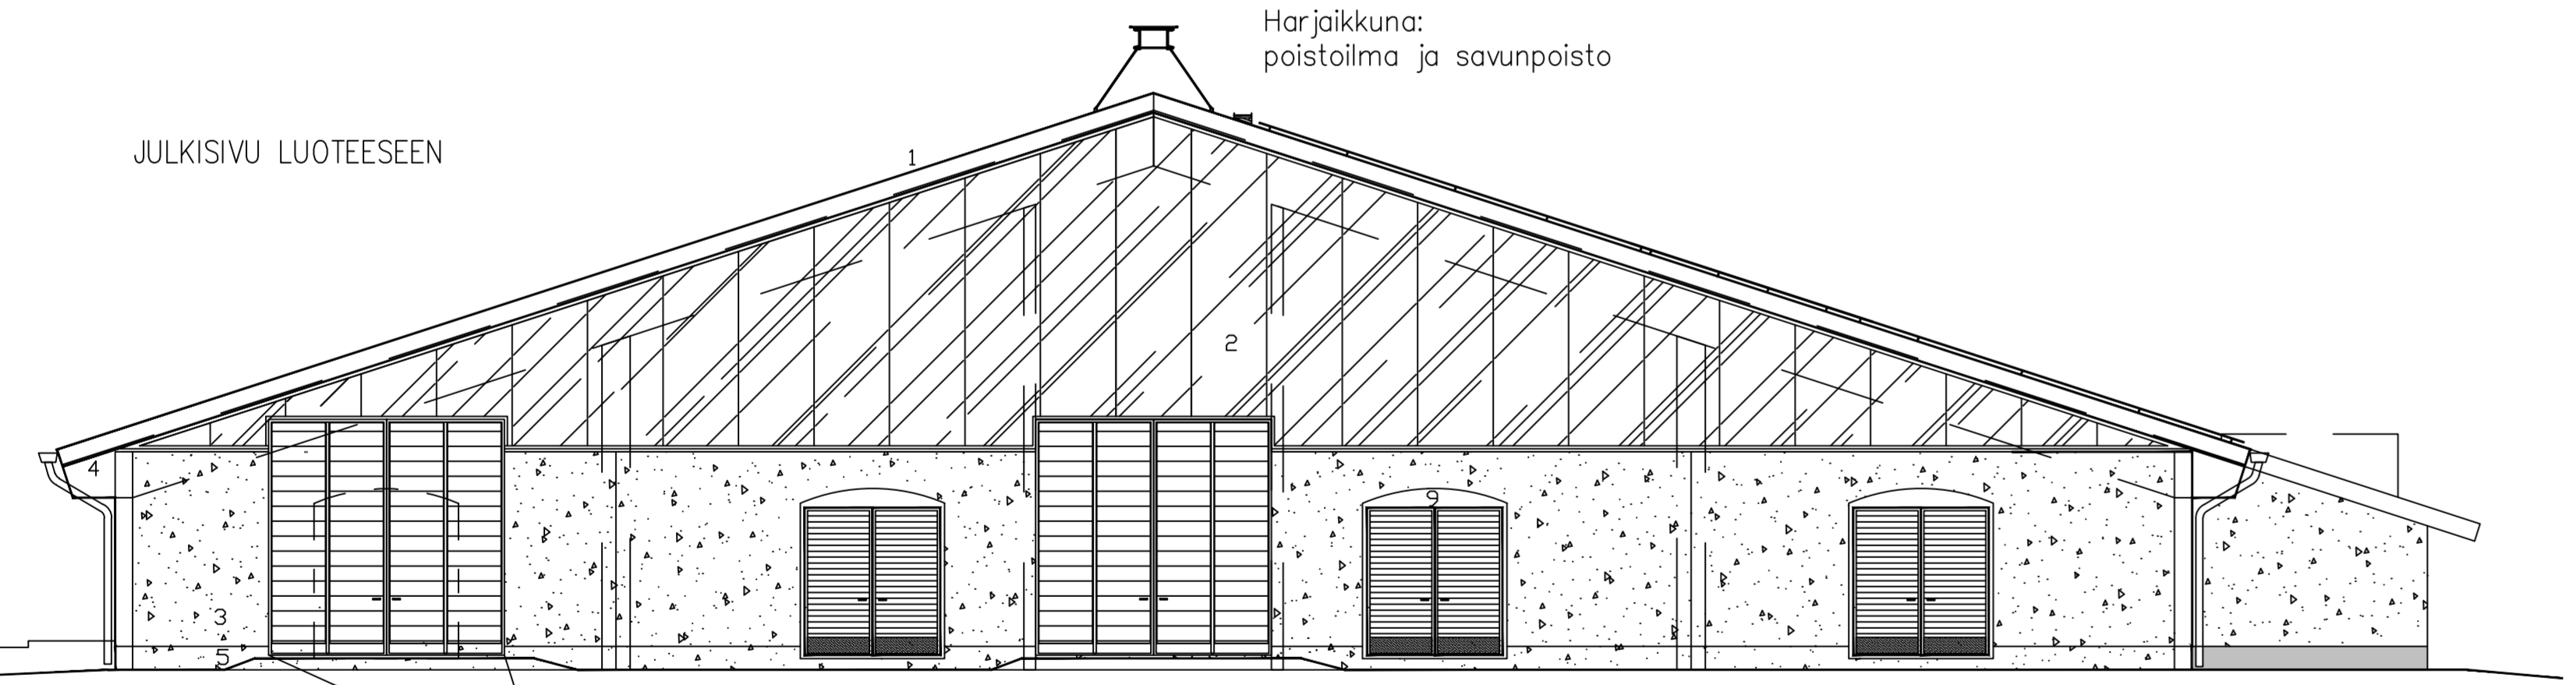 Harjaikkuna:
poistoilma ja savunpoisto
JULKISIVU LUOTEESEEN
1
2
4
9
3
5